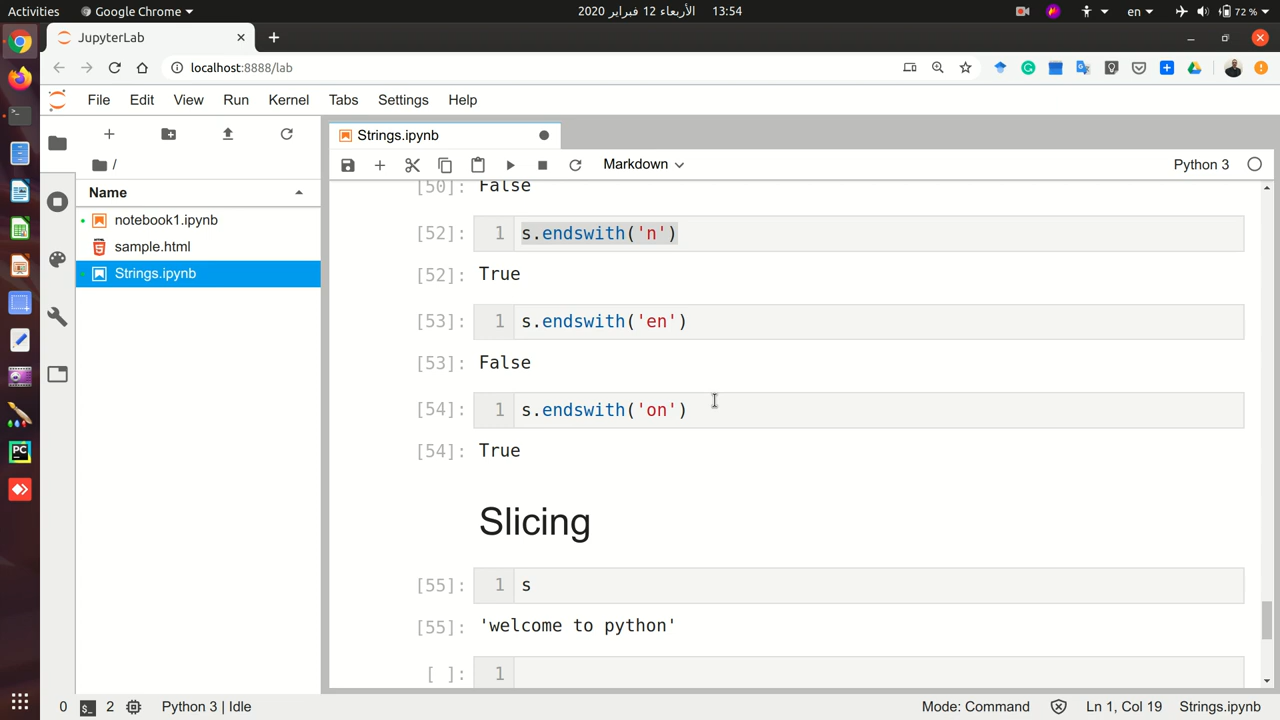 Activities Google Chrome 2020 الأربعاء 12 فبراير 13:54 en 72 %
JupyterLab
localhost:8888/lab
File Edit View Run Kernel Tabs Settings Help
Strings.ipynb
/
Markdown Python 3
Name
notebook1.ipynb
sample.html
Strings.ipynb
[50]: False
[52]: 1 s.endswith('n')
[52]: True
[53]: 1 s.endswith('en')
[53]: False
[54]: 1 s.endswith('on')
[54]: True
Slicing
[55]: 1 s
[55]: 'welcome to python'
[ ]: 1
0 2 Python 3 | Idle Mode: Command Ln 1, Col 19 Strings.ipynb